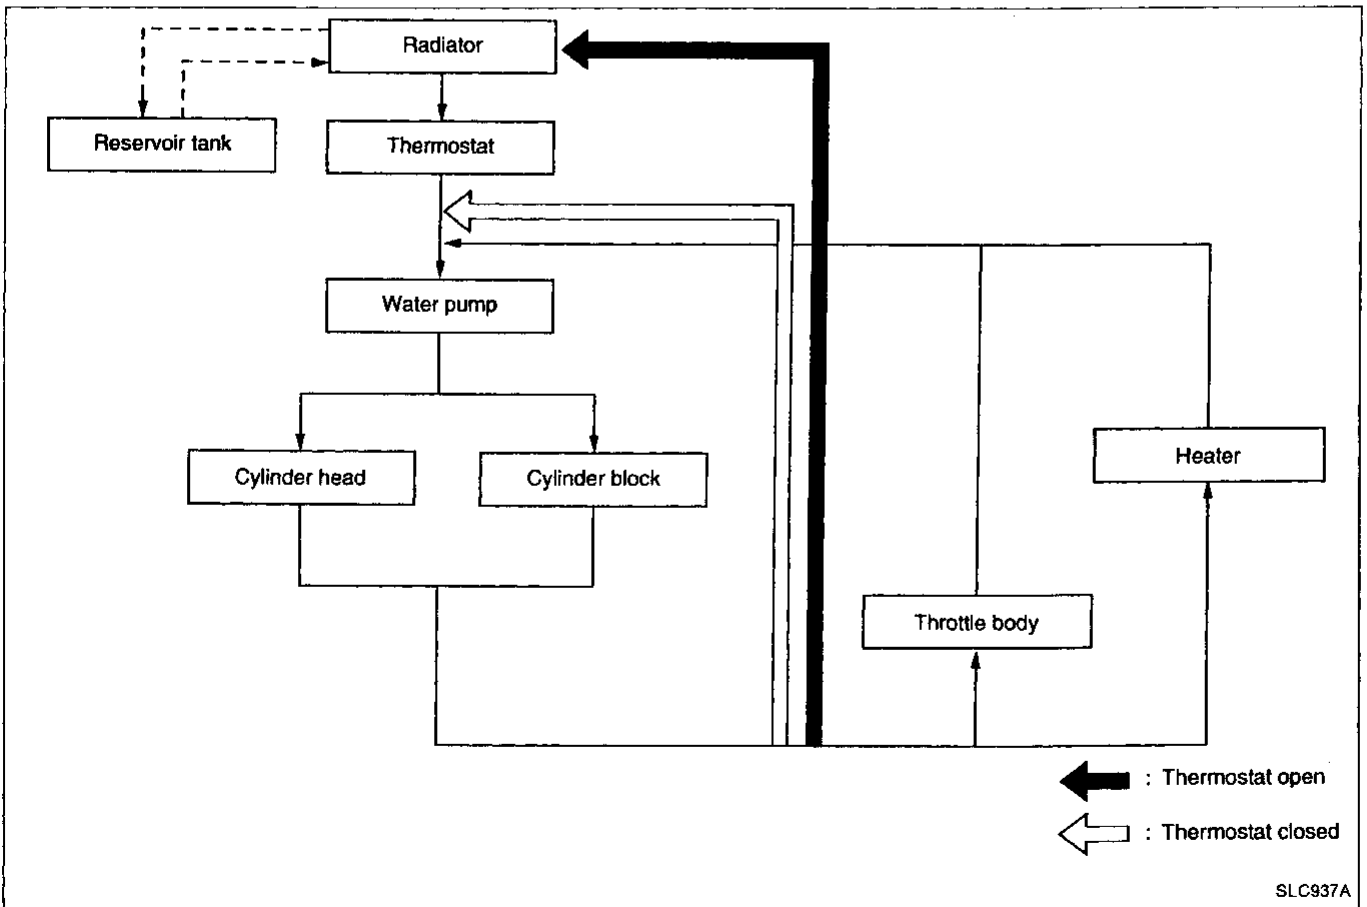 Radiator
Reservoir tank
Thermostat
Water pump
Cylinder head
Cylinder block
Heater
Throttle body
: Thermostat open
: Thermostat closed
SLC937A